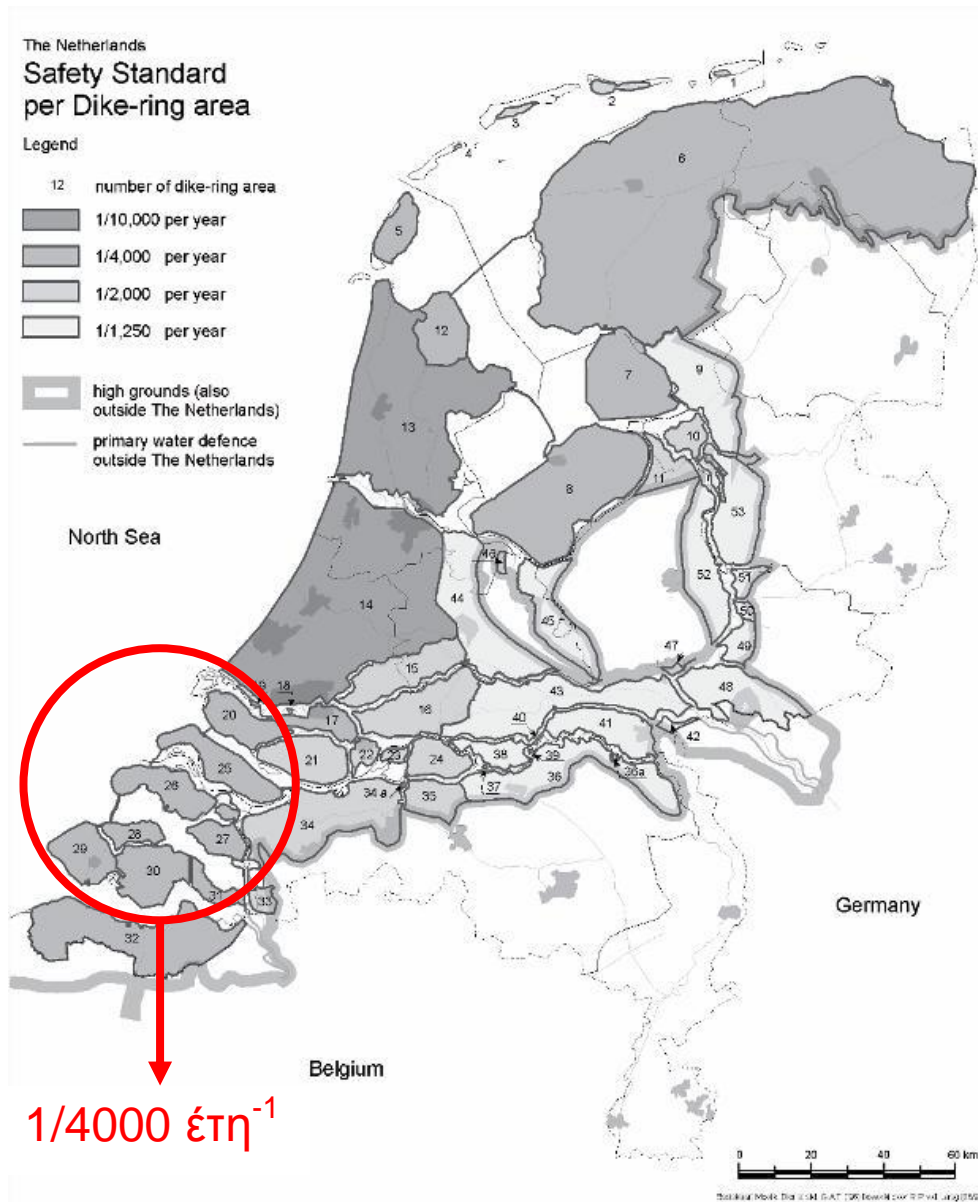 The Netherlands
Safety Standard
per Dike-ring area
Legend
12 number of dike-ring area
1/10,000 per year
1/4,000 per year
1/2,000 per year
1/1,250 per year
high grounds (also
outside The Netherlands)
primary water defence
outside The Netherlands
North Sea
Germany
Belgium
1
2
3
4
5
6
7
8
9
10
11
12
13
14
15
16
17
18
20
21
22
23
24
25
26
27
28
29
30
31
32
33
34
34 a
35
36
36a
37
38
39
40
41
42
43
44
45
46
47
48
49
50
51
52
53
1/4000 έτη-1
0 20 40 60 km